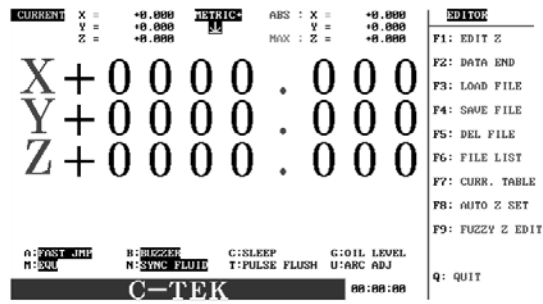 CURRENT X = +0.000 METRIC+ ABS : X = +0.000
Y = +0.000 ↓ Y = +0.000
Z = +0.000 MAX : Z = +0.000
X+0000.000
Y+0000.000
Z+0000.000
A:FAST JMP B:BUZZER C:SLEEP G:OIL LEVEL
M:EQU N:SYNC FLUID T:PULSE FLUSH U:ARC ADJ
C-TEK 00:00:00
EDITOR
F1: EDIT Z
F2: DATA END
F3: LOAD FILE
F4: SAVE FILE
F5: DEL FILE
F6: FILE LIST
F7: CURR. TABLE
F8: AUTO Z SET
F9: FUZZY Z EDIT
Q: QUIT